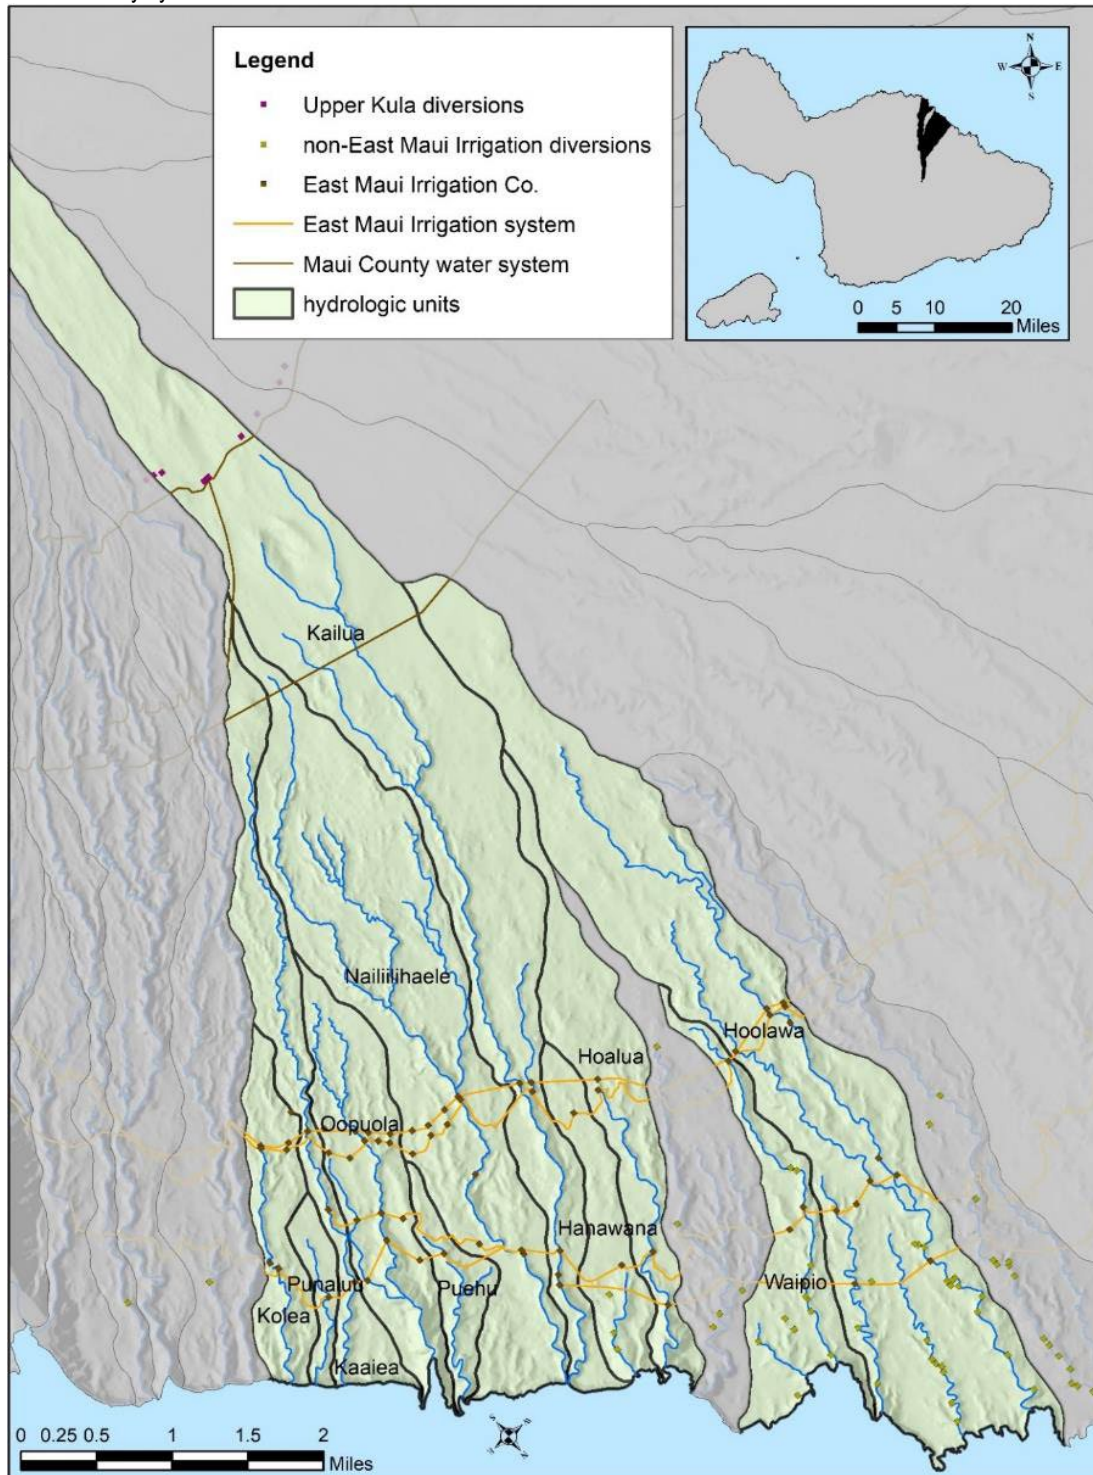 Legend
Upper Kula diversions
non-East Maui Irrigation diversions
East Maui Irrigation Co.
East Maui Irrigation system
Maui County water system
hydrologic units
N
W E
S
0 5 10 20
Miles
Kailua
Nailiilihaele
Hoolawa
Hoalua
Oopuola
Hanawana
Punaluu
Puehu
Waipio
Kolea
Kaaiea
0 0.25 0.5 1 1.5 2
Miles